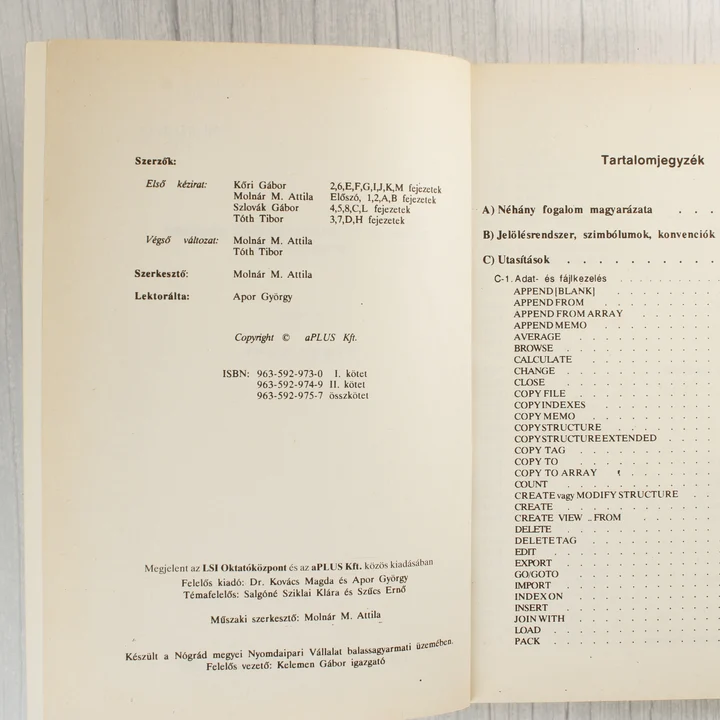 Szerzők:
Első kézirat: Kőri Gábor 2,6,E,F,G,I,J,K,M fejezetek
Molnár M. Attila Előszó, 1,2,A,B fejezetek
Szlovák Gábor 4,5,8,C,L fejezetek
Tóth Tibor 3,7,D,H fejezetek
Végső változat: Molnár M. Attila
Tóth Tibor
Szerkesztő: Molnár M. Attila
Lektorálta: Apor György
Copyright © aPLUS Kft.
ISBN: 963-592-973-0 I. kötet
963-592-974-9 II. kötet
963-592-975-7 összkötet
Megjelent az LSI Oktatóközpont és az aPLUS Kft. közös kiadásában
Felelős kiadó: Dr. Kovács Magda és Apor György
Témafelelős: Salgóné Sziklai Klára és Szűcs Ernő
Műszaki szerkesztő: Molnár M. Attila
Készült a Nógrád megyei Nyomdaipari Vállalat balassagyarmati üzemében.
Felelős vezető: Kelemen Gábor igazgató
Tartalomjegyzék
A) Néhány fogalom magyarázata . . .
B) Jelölésrendszer, szimbólumok, konvenciók
C) Utasítások . . . . . . . . . .
C-1. Adat- és fájlkezelés . . . . . . . .
APPEND [BLANK] . . . . . . . .
APPEND FROM . . . . . . . .
APPEND FROM ARRAY . . . . . .
APPEND MEMO . . . . . . . .
AVERAGE . . . . . . . . . .
BROWSE . . . . . . . . . .
CALCULATE . . . . . . . . .
CHANGE . . . . . . . . . .
CLOSE . . . . . . . . . .
COPY FILE . . . . . . . . .
COPY INDEXES . . . . . . . .
COPY MEMO . . . . . . . . .
COPY STRUCTURE . . . . . . .
COPY STRUCTURE EXTENDED . . . .
COPY TAG . . . . . . . . .
COPY TO . . . . . . . . . .
COPY TO ARRAY . . . . . . .
COUNT . . . . . . . . . .
CREATE vagy MODIFY STRUCTURE . . .
CREATE . . . . . . . . . .
CREATE VIEW ... FROM . . . . . .
DELETE . . . . . . . . . .
DELETE TAG . . . . . . . . .
EDIT . . . . . . . . . . .
EXPORT . . . . . . . . . .
GO/GOTO . . . . . . . . . .
IMPORT . . . . . . . . . .
INDEX ON . . . . . . . . . .
INSERT . . . . . . . . . .
JOIN WITH . . . . . . . . .
LOAD . . . . . . . . . . .
PACK . . . . . . . . . . .